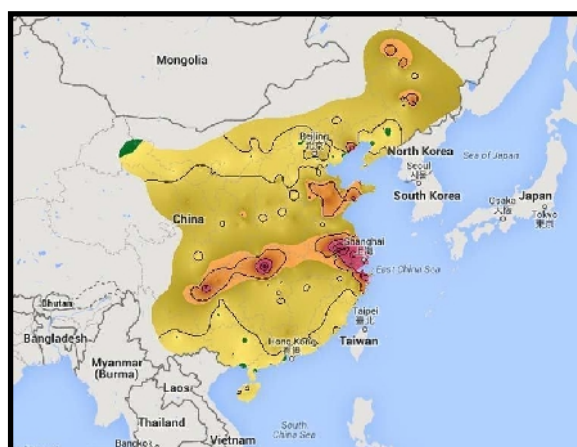 Mongolia
Beijing
北京
North Korea
Seoul
서울
Sea of Japan
South Korea
Japan
Osaka
大阪
Tokyo
東京
China
Shanghai
上海
East China Sea
Bhutan
Taipei
臺北
Taiwan
Bangladesh
Hong Kong
香港
Myanmar
(Burma)
Laos
Thailand
Bangkok
Vietnam
South
China Sea